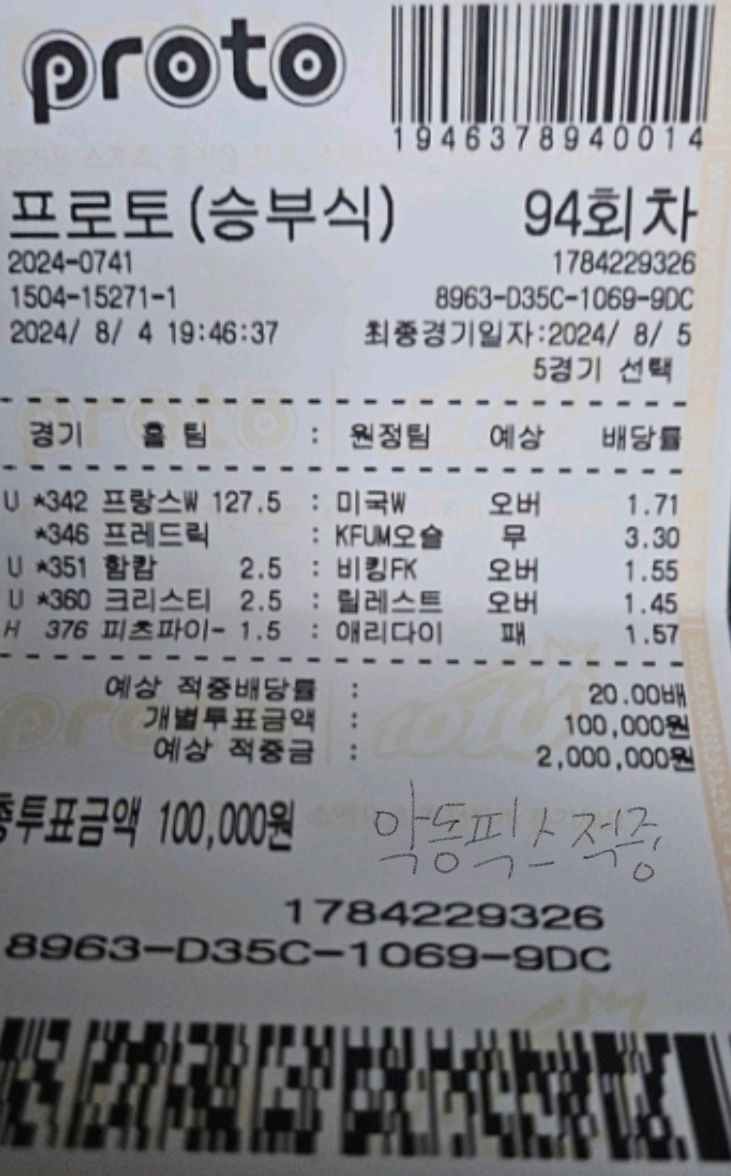 proto
1946378940014
프로토(승부식) 94회차
2024-0741 1784229326
1504-15271-1 8963-D35C-1069-9DC
2024/ 8/ 4 19:46:37 최종경기일자:2024/ 8/ 5
5경기 선택
경기 홈 팀 : 원정팀 예상 배당률
U *342 프랑스W 127.5 : 미국W 오버 1.71
*346 프레드릭 : KFUM오슬 무 3.30
U *351 함캄 2.5 : 비킹FK 오버 1.55
U *360 크리스티 2.5 : 릴레스트 오버 1.45
H 376 피츠파이- 1.5 : 애리다이 패 1.57
예상 적중배당률 : 20.00배
개별투표금액 : 100,000원
예상 적중금 : 2,000,000원
총투표금액 100,000원 악동픽스적중
1784229326
8963-D35C-1069-9DC